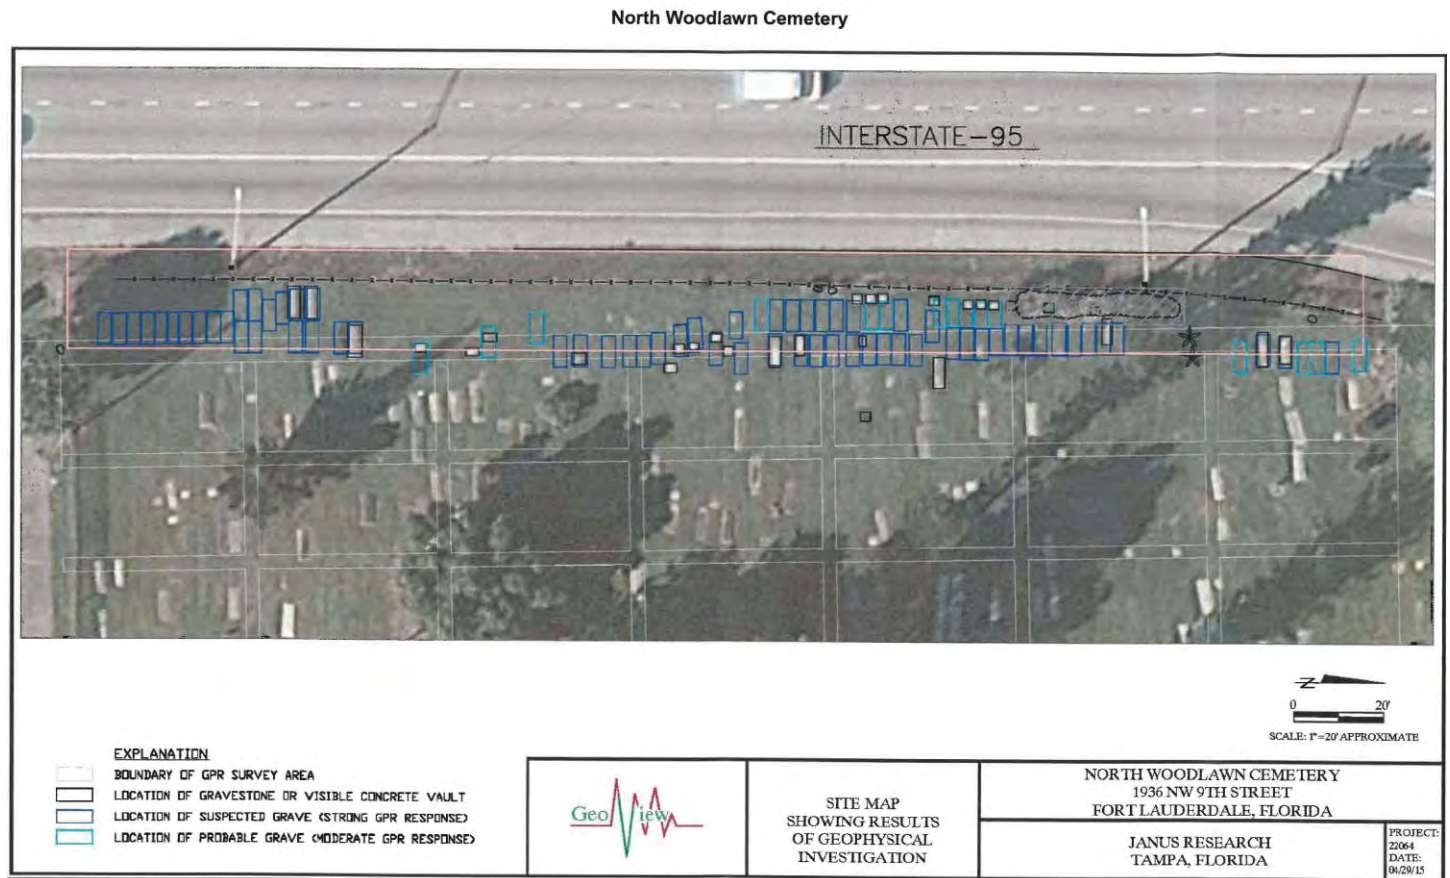 North Woodlawn Cemetery
INTERSTATE-95
N
0 20'
SCALE: 1"=20' APPROXIMATE
EXPLANATION
BOUNDARY OF GPR SURVEY AREA
LOCATION OF GRAVESTONE OR VISIBLE CONCRETE VAULT
LOCATION OF SUSPECTED GRAVE (STRONG GPR RESPONSE)
LOCATION OF PROBABLE GRAVE (MODERATE GPR RESPONSE)
GeoView
SITE MAP
SHOWING RESULTS
OF GEOPHYSICAL
INVESTIGATION
NORTH WOODLAWN CEMETERY
1936 NW 9TH STREET
FORT LAUDERDALE, FLORIDA
JANUS RESEARCH
TAMPA, FLORIDA
PROJECT:
22064
DATE:
04/29/15